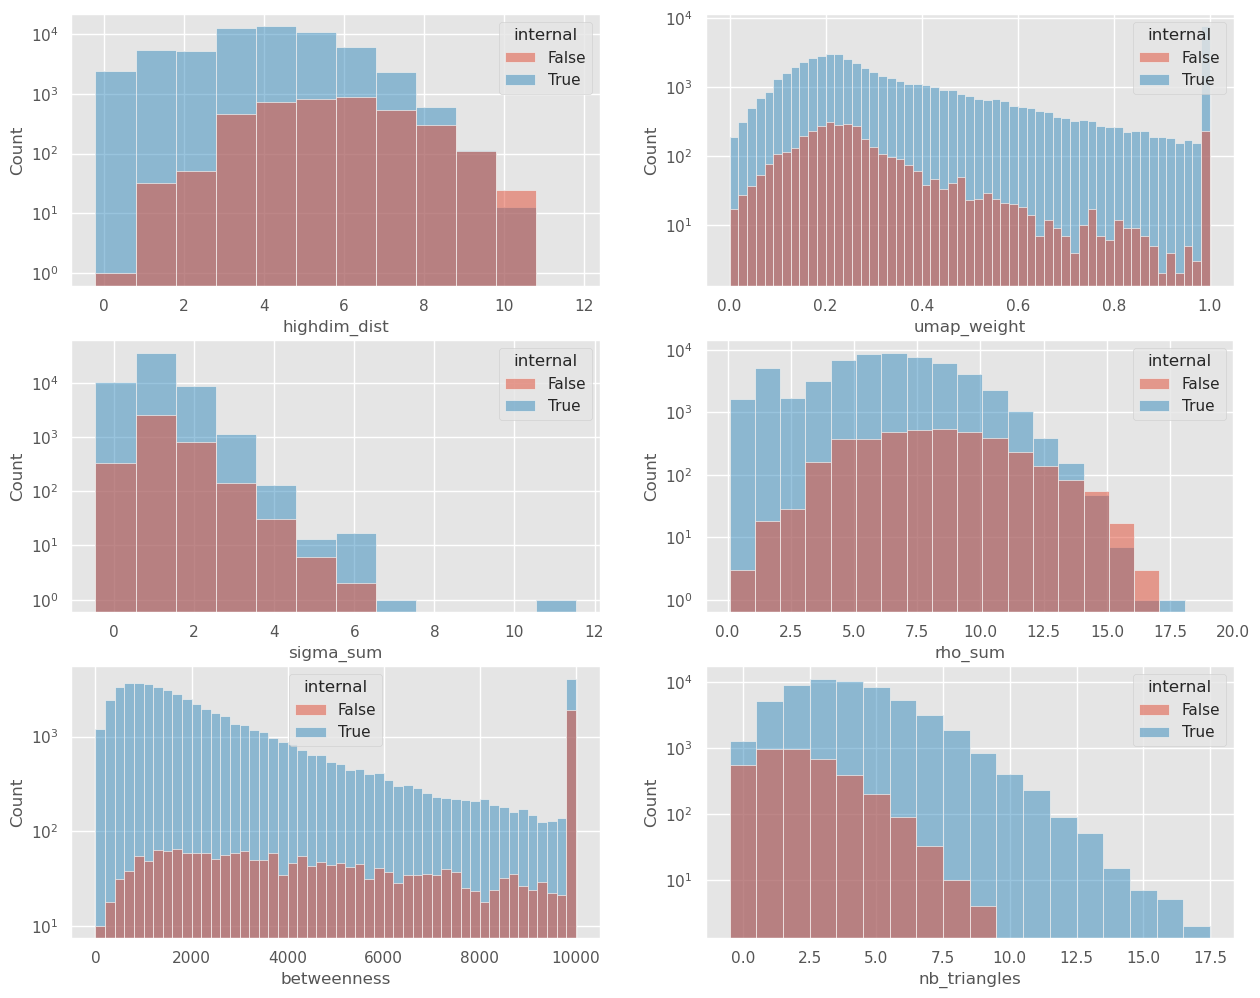 10⁴
10³
10²
10¹
10⁰
Count
0 2 4 6 8 10 12
highdim_dist
internal
False
True
10⁴
10³
10²
10¹
Count
0.0 0.2 0.4 0.6 0.8 1.0
umap_weight
internal
False
True
10⁴
10³
10²
10¹
10⁰
Count
0 2 4 6 8 10 12
sigma_sum
internal
False
True
10⁴
10³
10²
10¹
10⁰
Count
0.0 2.5 5.0 7.5 10.0 12.5 15.0 17.5 20.0
rho_sum
internal
False
True
10³
10²
10¹
Count
0 2000 4000 6000 8000 10000
betweenness
internal
False
True
10⁴
10³
10²
10¹
Count
0.0 2.5 5.0 7.5 10.0 12.5 15.0 17.5
nb_triangles
internal
False
True